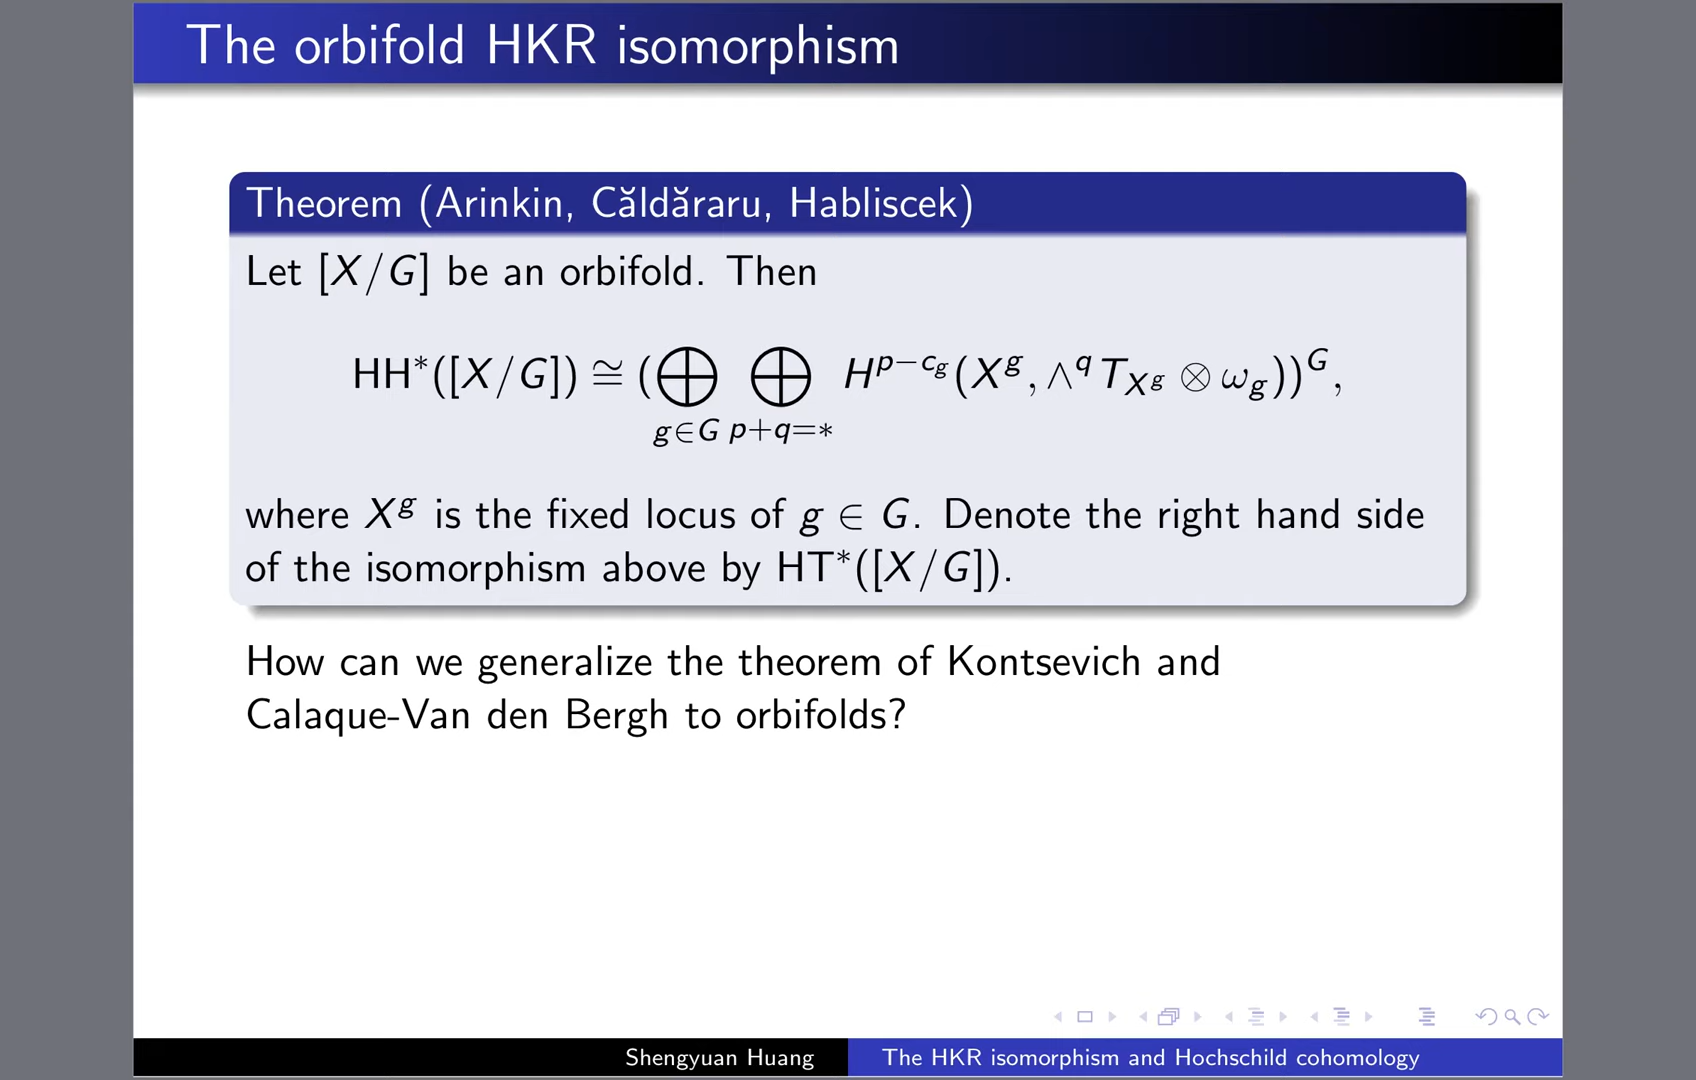 The orbifold HKR isomorphism
Theorem (Arinkin, Căldăraru, Habliscek)
Let [X/G] be an orbifold. Then
HH*([X/G]) ≅ (⊕_{g∈G} ⊕_{p+q=*} H^{p−c_g}(X^g, ∧^q T_{X^g} ⊗ ω_g))^G,
where X^g is the fixed locus of g ∈ G. Denote the right hand side
of the isomorphism above by HT*([X/G]).
How can we generalize the theorem of Kontsevich and
Calaque-Van den Bergh to orbifolds?
Shengyuan Huang
The HKR isomorphism and Hochschild cohomology